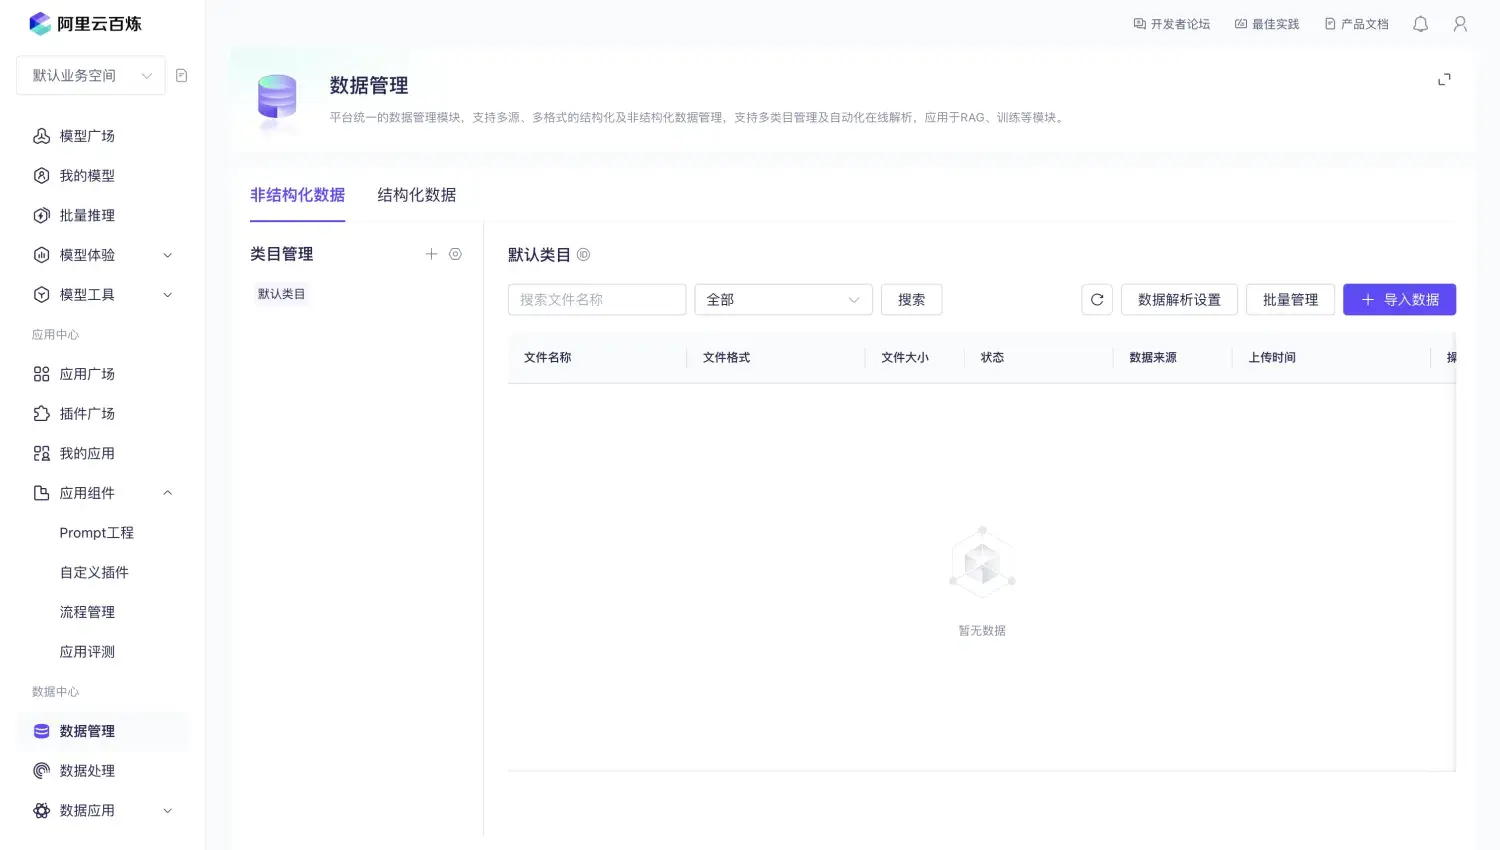 阿里云百炼
开发者论坛
最佳实践
产品文档
默认业务空间
模型广场
我的模型
批量推理
模型体验
模型工具
应用中心
应用广场
插件广场
我的应用
应用组件
Prompt工程
自定义插件
流程管理
应用评测
数据中心
数据管理
数据处理
数据应用
数据管理
平台统一的数据管理模块，支持多源、多格式的结构化及非结构化数据管理，支持多类目管理及自动化在线解析，应用于RAG、训练等模块。
非结构化数据 结构化数据
类目管理
默认类目
默认类目
搜索文件名称 全部 搜索 数据解析设置 批量管理 导入数据
文件名称 文件格式 文件大小 状态 数据来源 上传时间
暂无数据